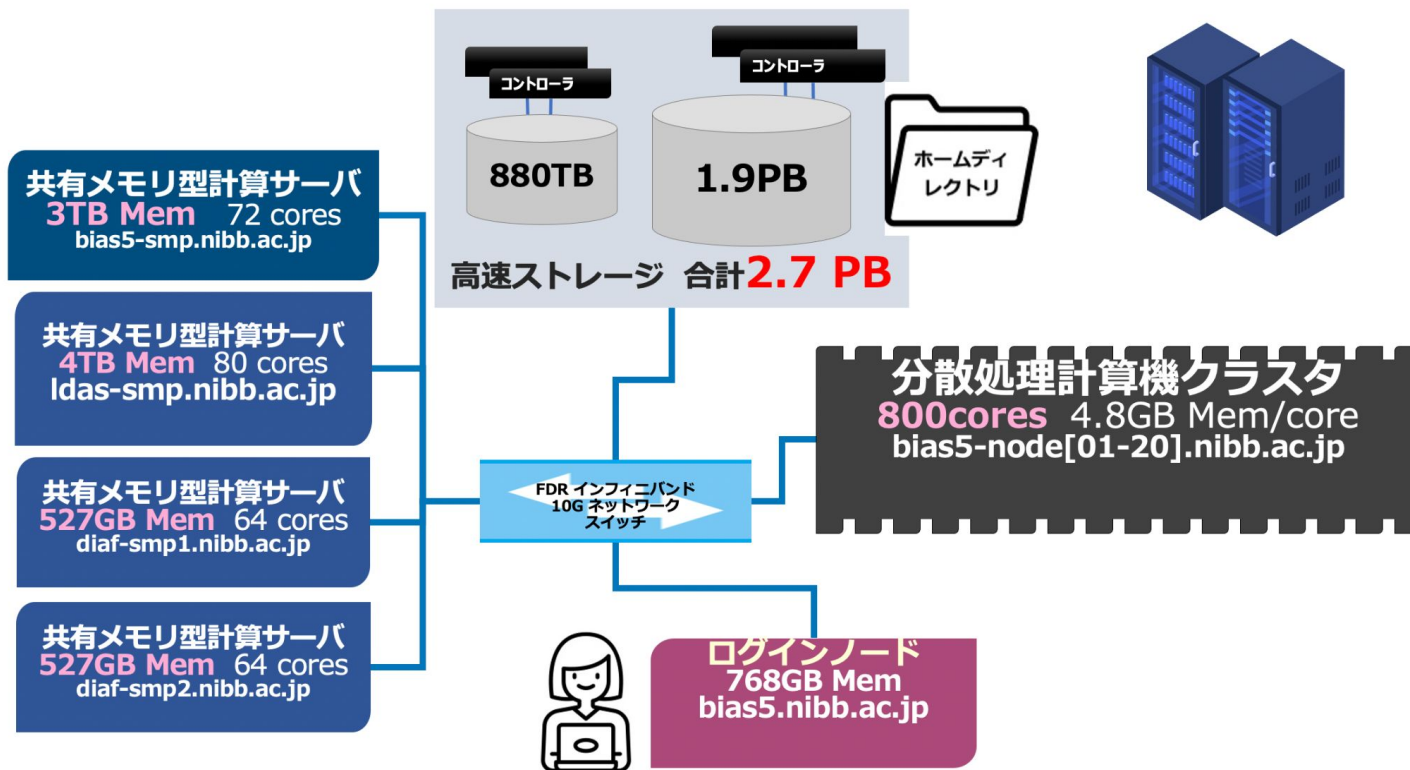 コントローラ
コントローラ
880TB
1.9PB
ホームディ
レクトリ
高速ストレージ 合計2.7 PB
共有メモリ型計算サーバ
3TB Mem 72 cores
bias5-smp.nibb.ac.jp
共有メモリ型計算サーバ
4TB Mem 80 cores
ldas-smp.nibb.ac.jp
共有メモリ型計算サーバ
527GB Mem 64 cores
diaf-smp1.nibb.ac.jp
共有メモリ型計算サーバ
527GB Mem 64 cores
diaf-smp2.nibb.ac.jp
FDR インフィニバンド
10G ネットワーク
スイッチ
分散処理計算機クラスタ
800cores 4.8GB Mem/core
bias5-node[01-20].nibb.ac.jp
ログインノード
768GB Mem
bias5.nibb.ac.jp